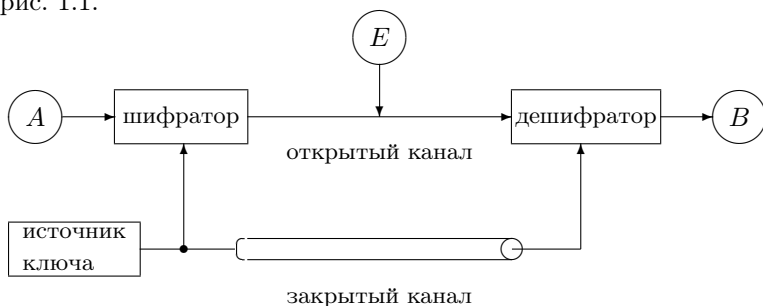 рис. 1.1.
E
A
шифратор
дешифратор
B
открытый канал
источник
ключа
закрытый канал